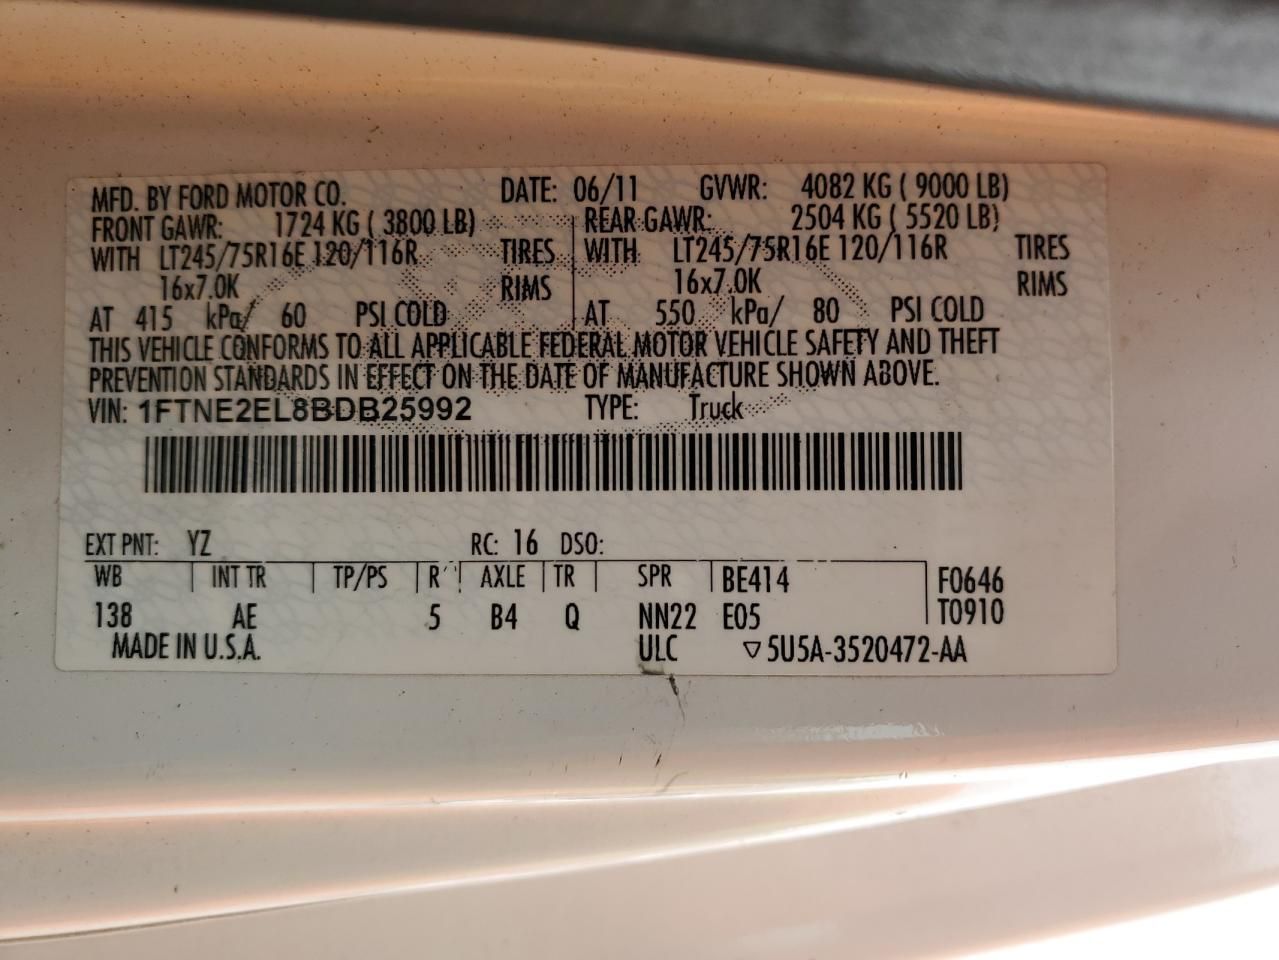 MFD. BY FORD MOTOR CO. DATE: 06/11 GVWR: 4082 KG ( 9000 LB)
FRONT GAWR: 1724 KG ( 3800 LB) REAR GAWR: 2504 KG ( 5520 LB)
WITH LT245/75R16E 120/116R TIRES WITH LT245/75R16E 120/116R TIRES
16x7.0K RIMS 16x7.0K RIMS
AT 415 kPa/ 60 PSI COLD AT 550 kPa/ 80 PSI COLD
THIS VEHICLE CONFORMS TO ALL APPLICABLE FEDERAL MOTOR VEHICLE SAFETY AND THEFT
PREVENTION STANDARDS IN EFFECT ON THE DATE OF MANUFACTURE SHOWN ABOVE.
VIN: 1FTNE2EL8BDB25992 TYPE: Truck
EXT PNT: YZ RC: 16 DSO:
WB INT TR TP/PS R AXLE TR SPR BE414 F0646
138 AE 5 B4 Q NN22 E05 T0910
MADE IN U.S.A. ULC ▽5U5A-3520472-AA